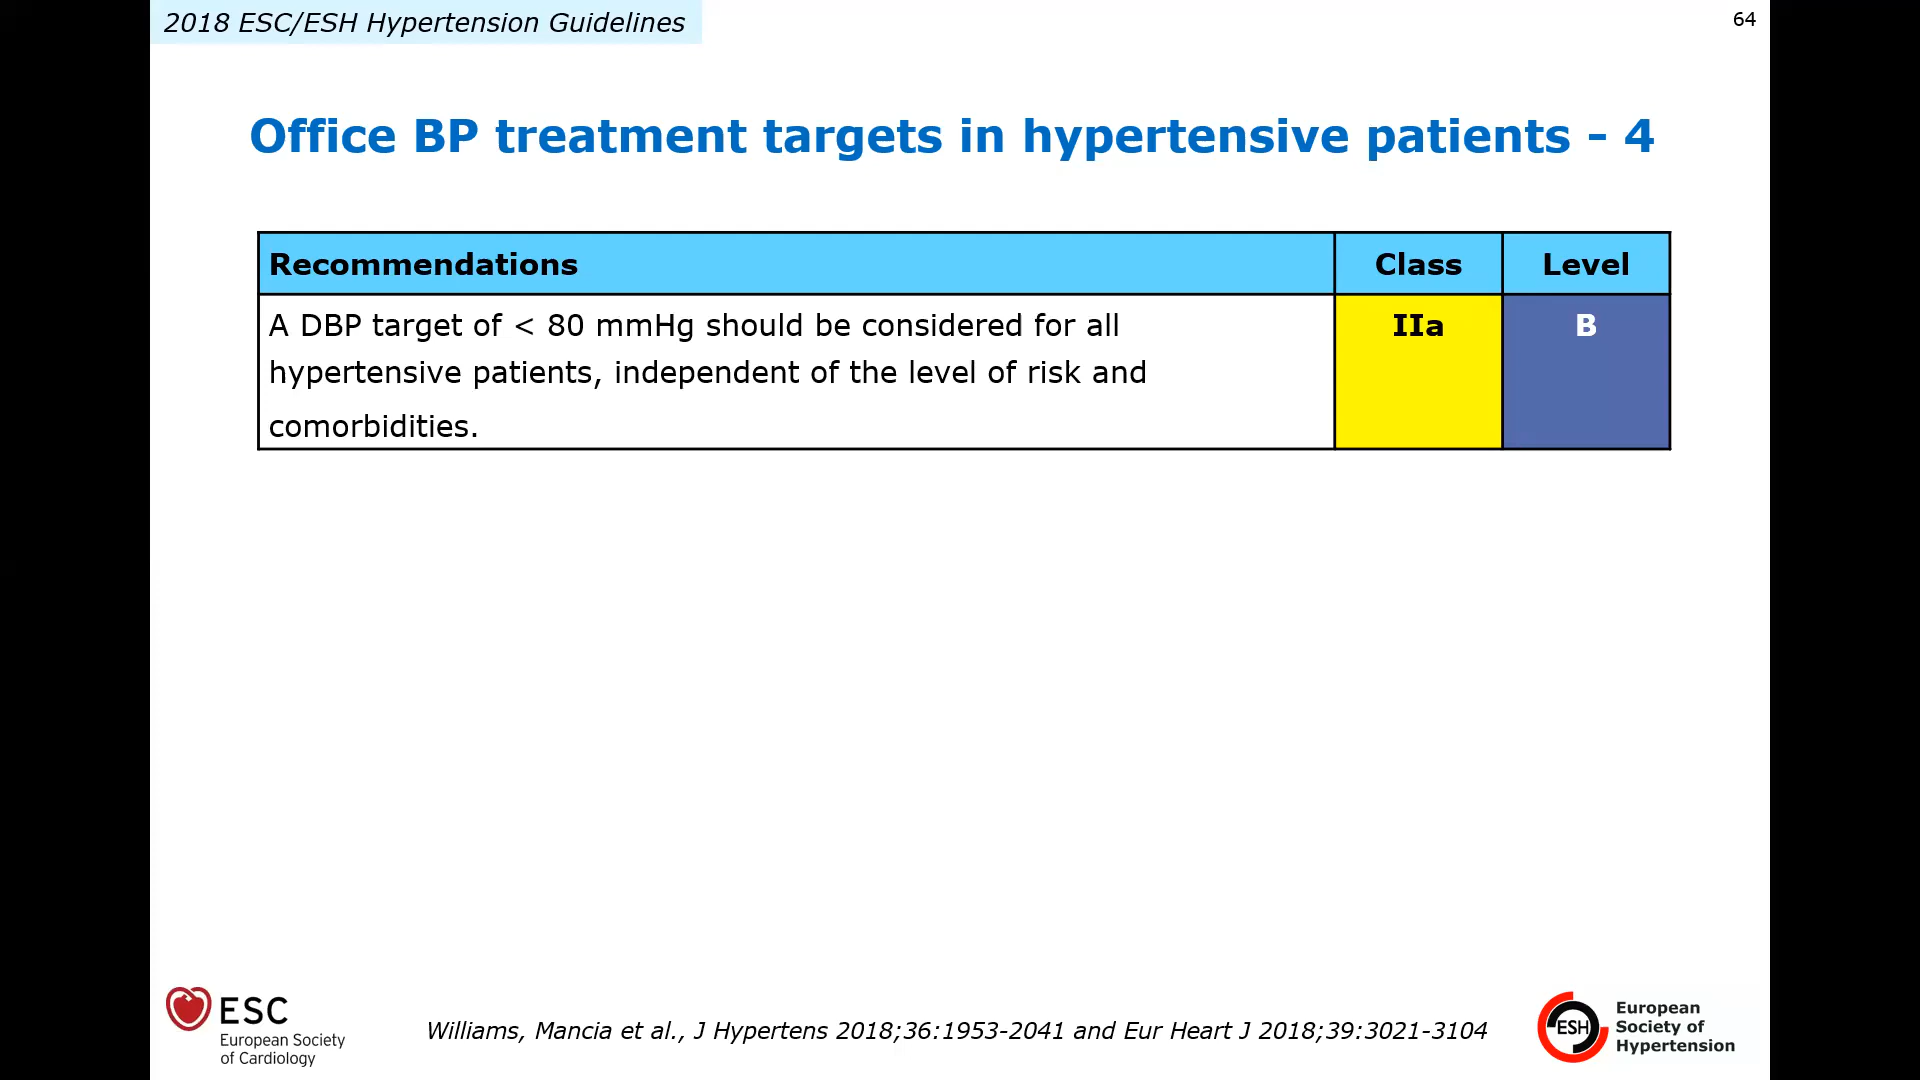 2018 ESC/ESH Hypertension Guidelines
64
Office BP treatment targets in hypertensive patients - 4
Recommendations Class Level
A DBP target of < 80 mmHg should be considered for all IIa B
hypertensive patients, independent of the level of risk and
comorbidities.
ESC
European Society
of Cardiology
Williams, Mancia et al., J Hypertens 2018;36:1953-2041 and Eur Heart J 2018;39:3021-3104
ESH
European
Society of
Hypertension